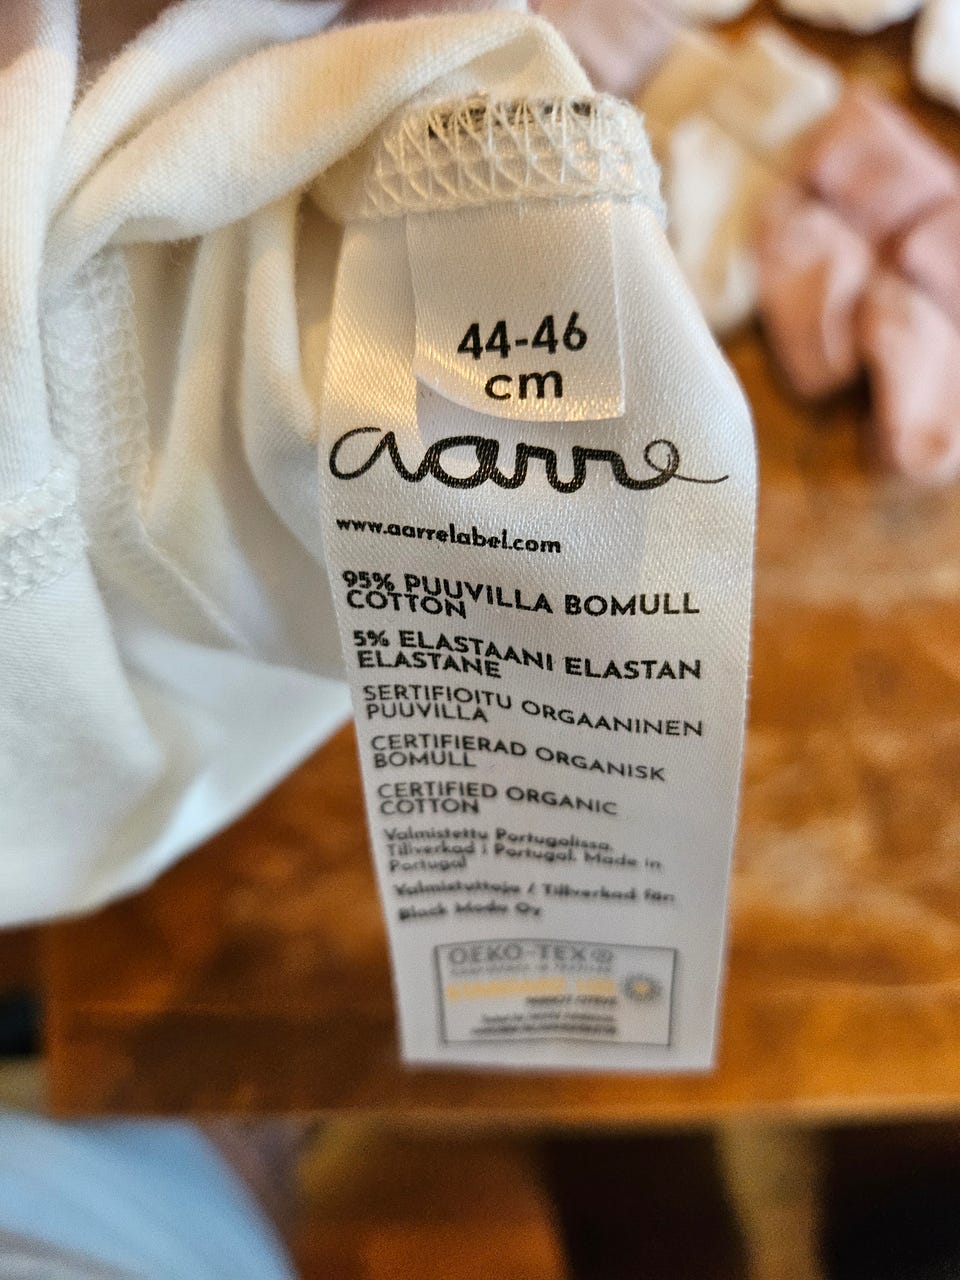 44-46
cm
aarre
www.aarrelabel.com
95% PUUVILLA BOMULL
COTTON
5% ELASTAANI ELASTAN
ELASTANE
SERTIFIOITU ORGAANINEN
PUUVILLA
CERTIFIERAD ORGANISK
BOMULL
CERTIFIED ORGANIC
COTTON
Valmistettu Portugalissa.
Tillverkad i Portugal. Made in
Portugal
Valmistuttaja / Tillverkad för:
Black Moda Oy
OEKO-TEX®